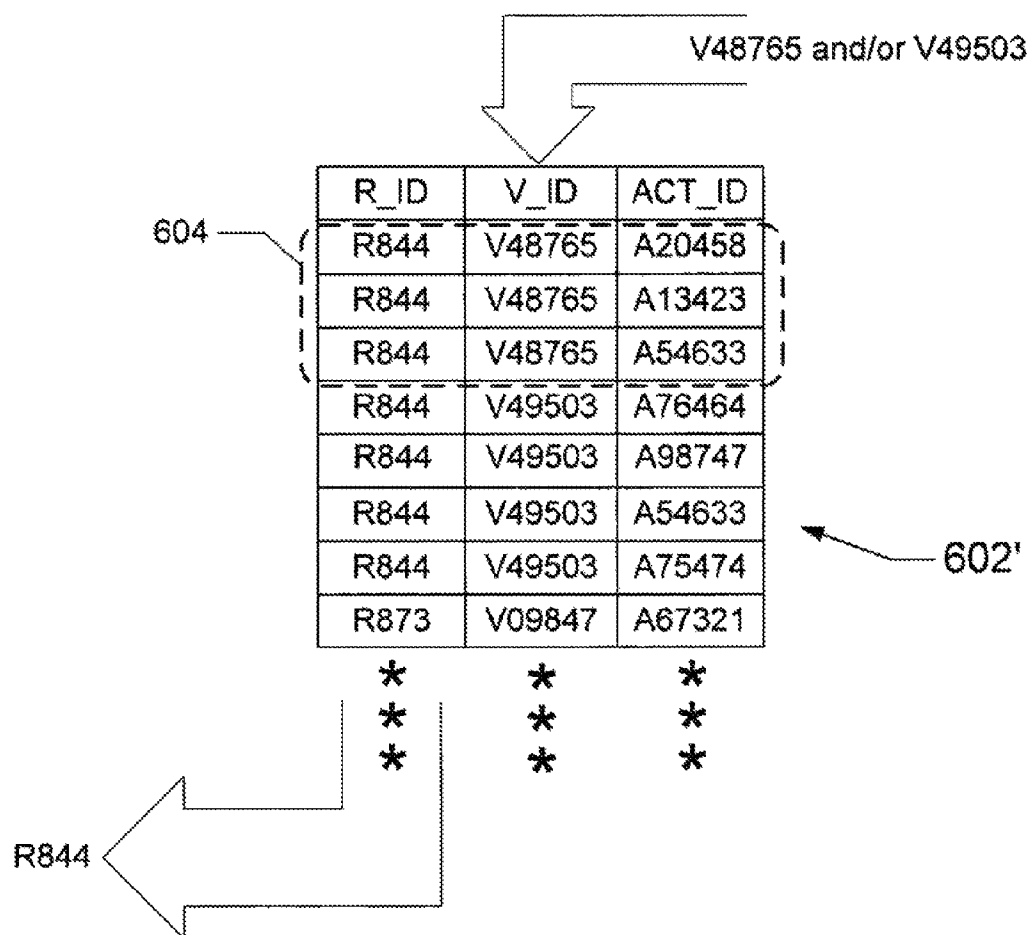 V48765 and/or V49503
R_ID V_ID ACT_ID
604
R844 V48765 A20458
R844 V48765 A13423
R844 V48765 A54633
R844 V49503 A76464
R844 V49503 A98747
R844 V49503 A54633
R844 V49503 A75474
602'
R873 V09847 A67321
* * *
* * *
* * *
R844